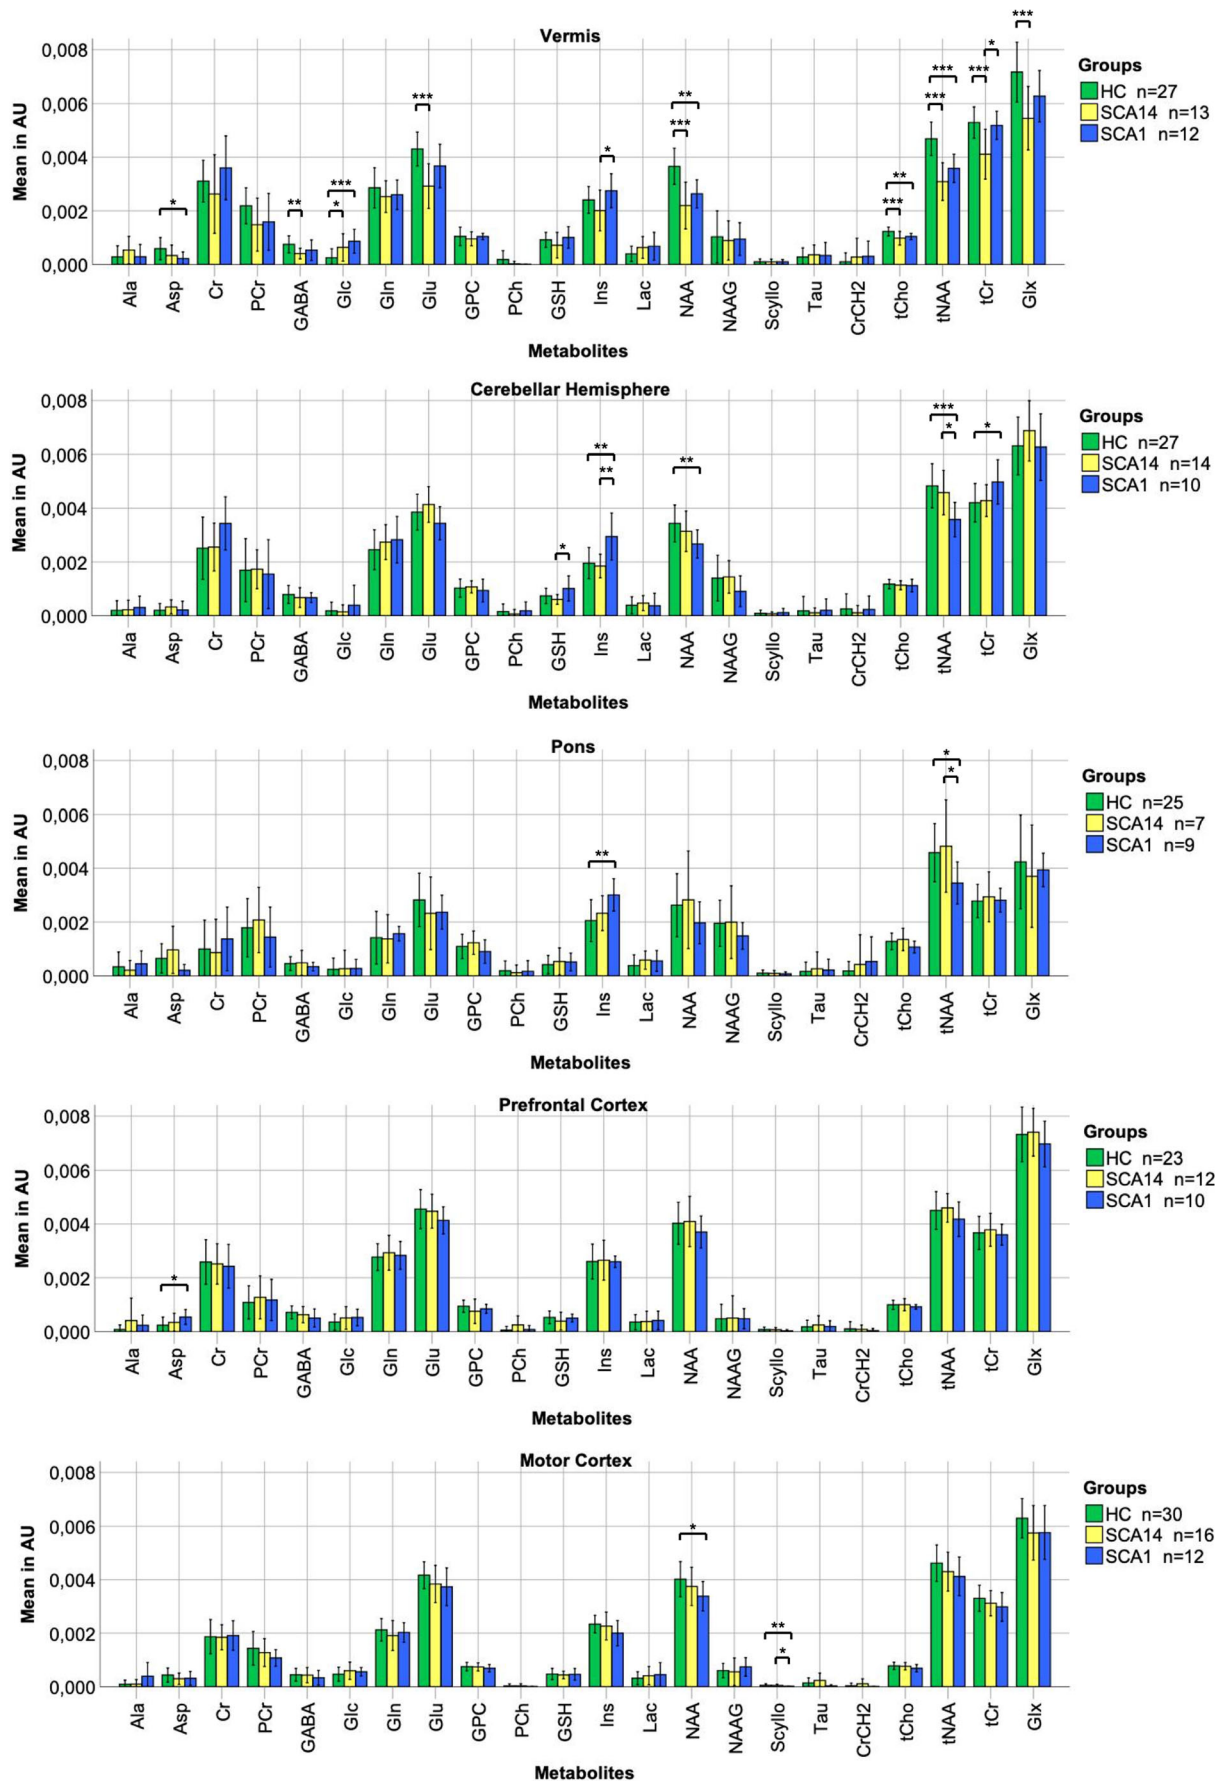 Vermis
***
*
***
***
*
***
***
**
***
*
***
**
***
*
**
***
*
Mean in AU
0,008
0,006
0,004
0,002
0,000
Ala Asp Cr PCr GABA Glc Gln Glu GPC PCh GSH Ins Lac NAA NAAG Scyllo Tau CrCH2 tCho tNAA tCr Glx
Metabolites
Groups
HC n=27
SCA14 n=13
SCA1 n=12
Cerebellar Hemisphere
***
*
*
**
**
**
*
Mean in AU
0,008
0,006
0,004
0,002
0,000
Ala Asp Cr PCr GABA Glc Gln Glu GPC PCh GSH Ins Lac NAA NAAG Scyllo Tau CrCH2 tCho tNAA tCr Glx
Metabolites
Groups
HC n=27
SCA14 n=14
SCA1 n=10
Pons
*
*
**
Mean in AU
0,008
0,006
0,004
0,002
0,000
Ala Asp Cr PCr GABA Glc Gln Glu GPC PCh GSH Ins Lac NAA NAAG Scyllo Tau CrCH2 tCho tNAA tCr Glx
Metabolites
Groups
HC n=25
SCA14 n=7
SCA1 n=9
Prefrontal Cortex
*
Mean in AU
0,008
0,006
0,004
0,002
0,000
Ala Asp Cr PCr GABA Glc Gln Glu GPC PCh GSH Ins Lac NAA NAAG Scyllo Tau CrCH2 tCho tNAA tCr Glx
Metabolites
Groups
HC n=23
SCA14 n=12
SCA1 n=10
Motor Cortex
*
**
*
Mean in AU
0,008
0,006
0,004
0,002
0,000
Ala Asp Cr PCr GABA Glc Gln Glu GPC PCh GSH Ins Lac NAA NAAG Scyllo Tau CrCH2 tCho tNAA tCr Glx
Metabolites
Groups
HC n=30
SCA14 n=16
SCA1 n=12